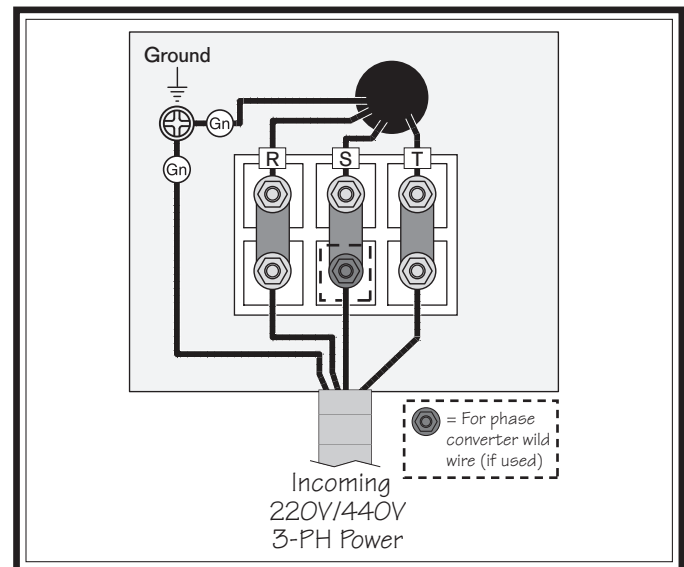 Ground
Gn
Gn
R S T
= For phase
converter wild
wire (if used)
Incoming
220V/440V
3-PH Power